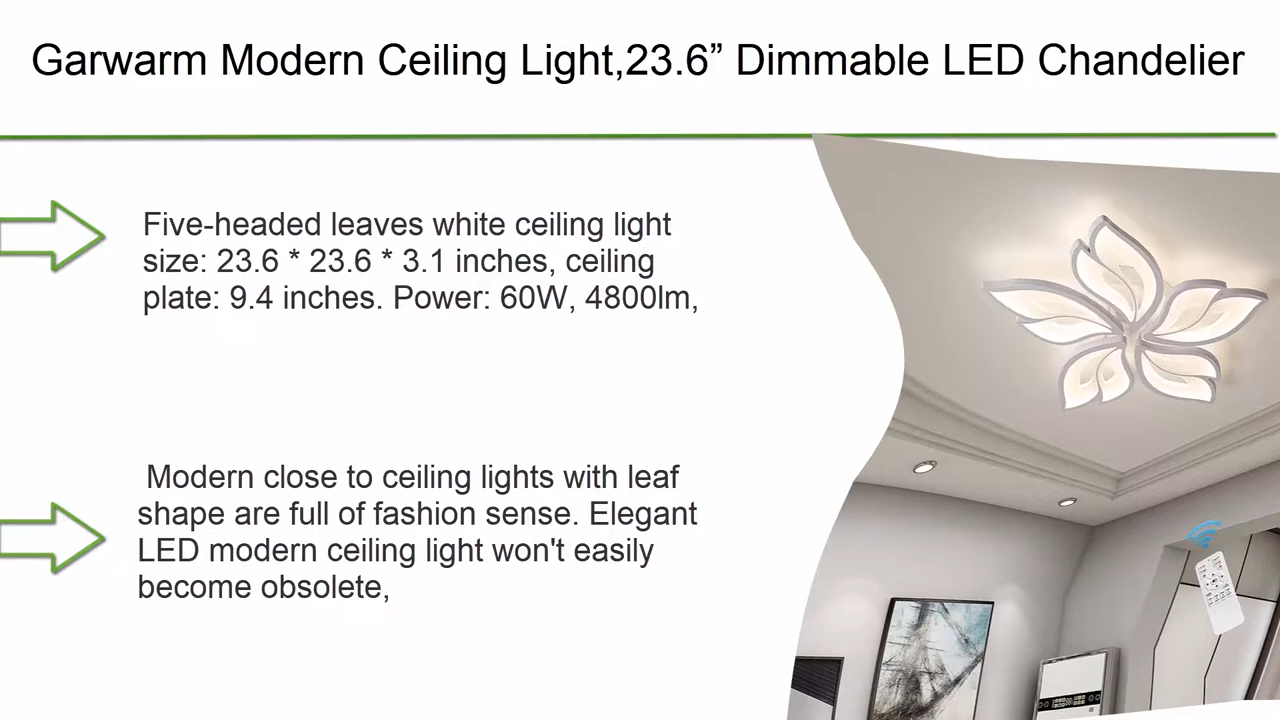 Garwarm Modern Ceiling Light,23.6” Dimmable LED Chandelier
Five-headed leaves white ceiling light
size: 23.6 * 23.6 * 3.1 inches, ceiling
plate: 9.4 inches. Power: 60W, 4800lm,
Modern close to ceiling lights with leaf
shape are full of fashion sense. Elegant
LED modern ceiling light won't easily
become obsolete,